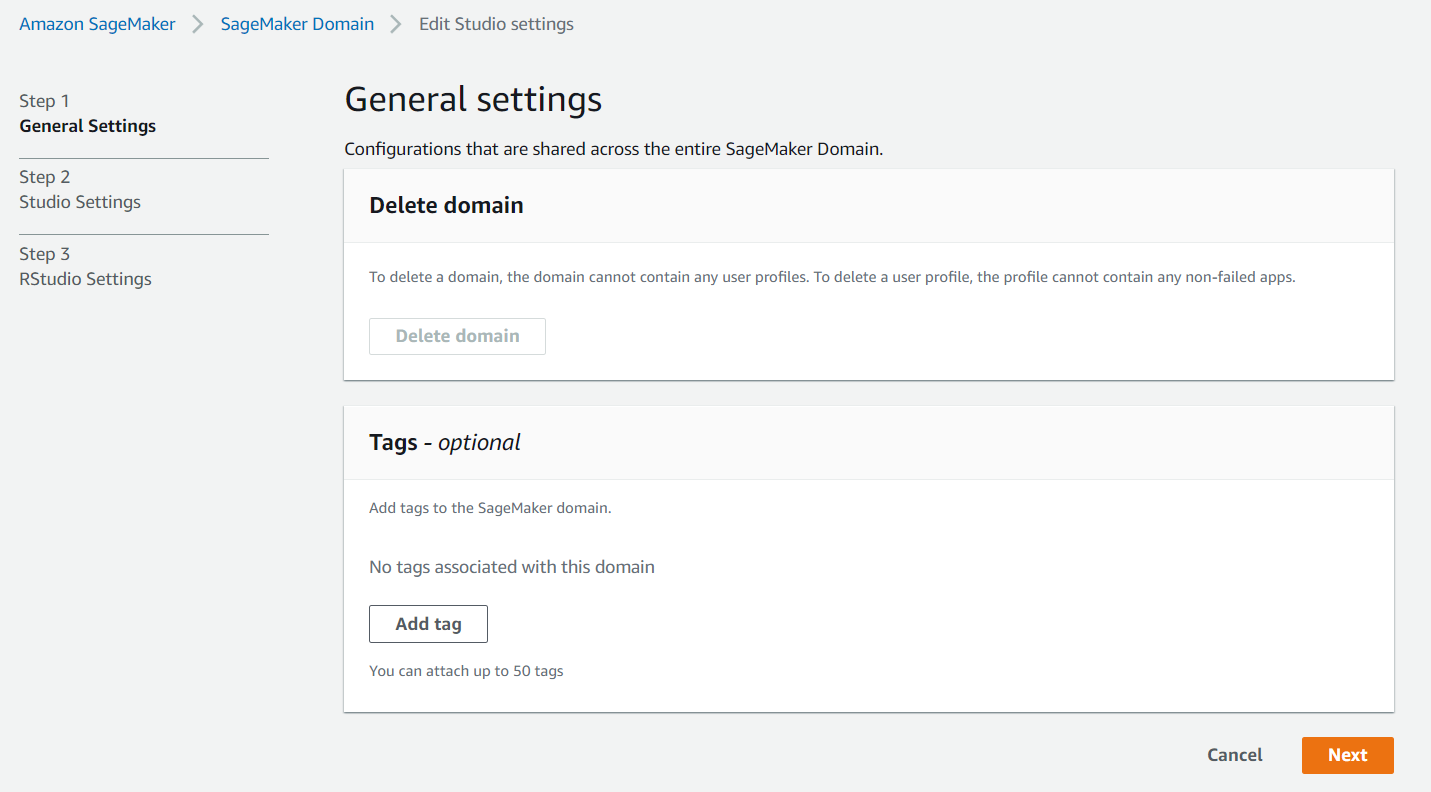 Amazon SageMaker > SageMaker Domain > Edit Studio settings
Step 1
General Settings
Step 2
Studio Settings
Step 3
RStudio Settings
General settings
Configurations that are shared across the entire SageMaker Domain.
Delete domain
To delete a domain, the domain cannot contain any user profiles. To delete a user profile, the profile cannot contain any non-failed apps.
Delete domain
Tags - optional
Add tags to the SageMaker domain.
No tags associated with this domain
Add tag
You can attach up to 50 tags
Cancel Next